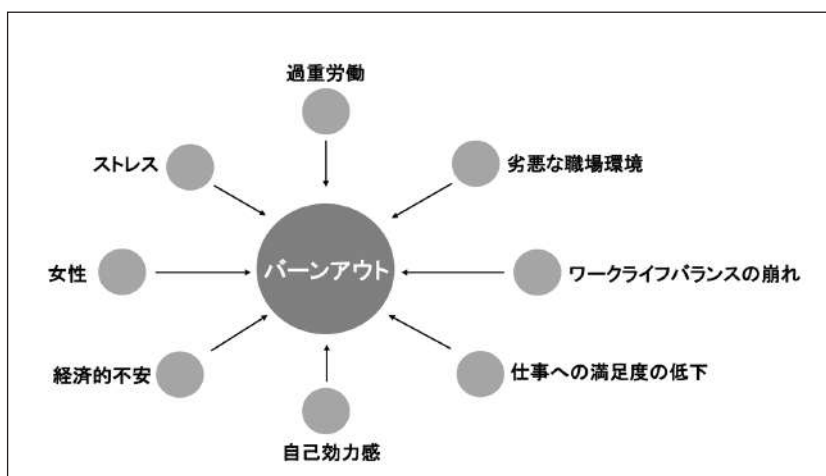 過重労働
ストレス
劣悪な職場環境
女性
バーンアウト
ワークライフバランスの崩れ
経済的不安
仕事への満足度の低下
自己効力感